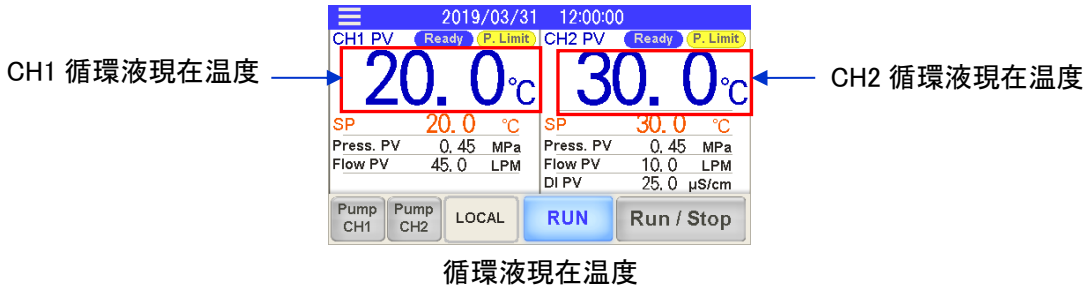 2019/03/31 12:00:00
CH1 PV Ready P. Limit CH2 PV Ready P. Limit
CH1 循環液現在温度 20.0℃ 30.0℃ CH2 循環液現在温度
SP 20.0 ℃ SP 30.0 ℃
Press. PV 0.45 MPa Press. PV 0.45 MPa
Flow PV 45.0 LPM Flow PV 10.0 LPM
DI PV 25.0 μS/cm
Pump CH1 Pump CH2 LOCAL RUN Run / Stop
循環液現在温度